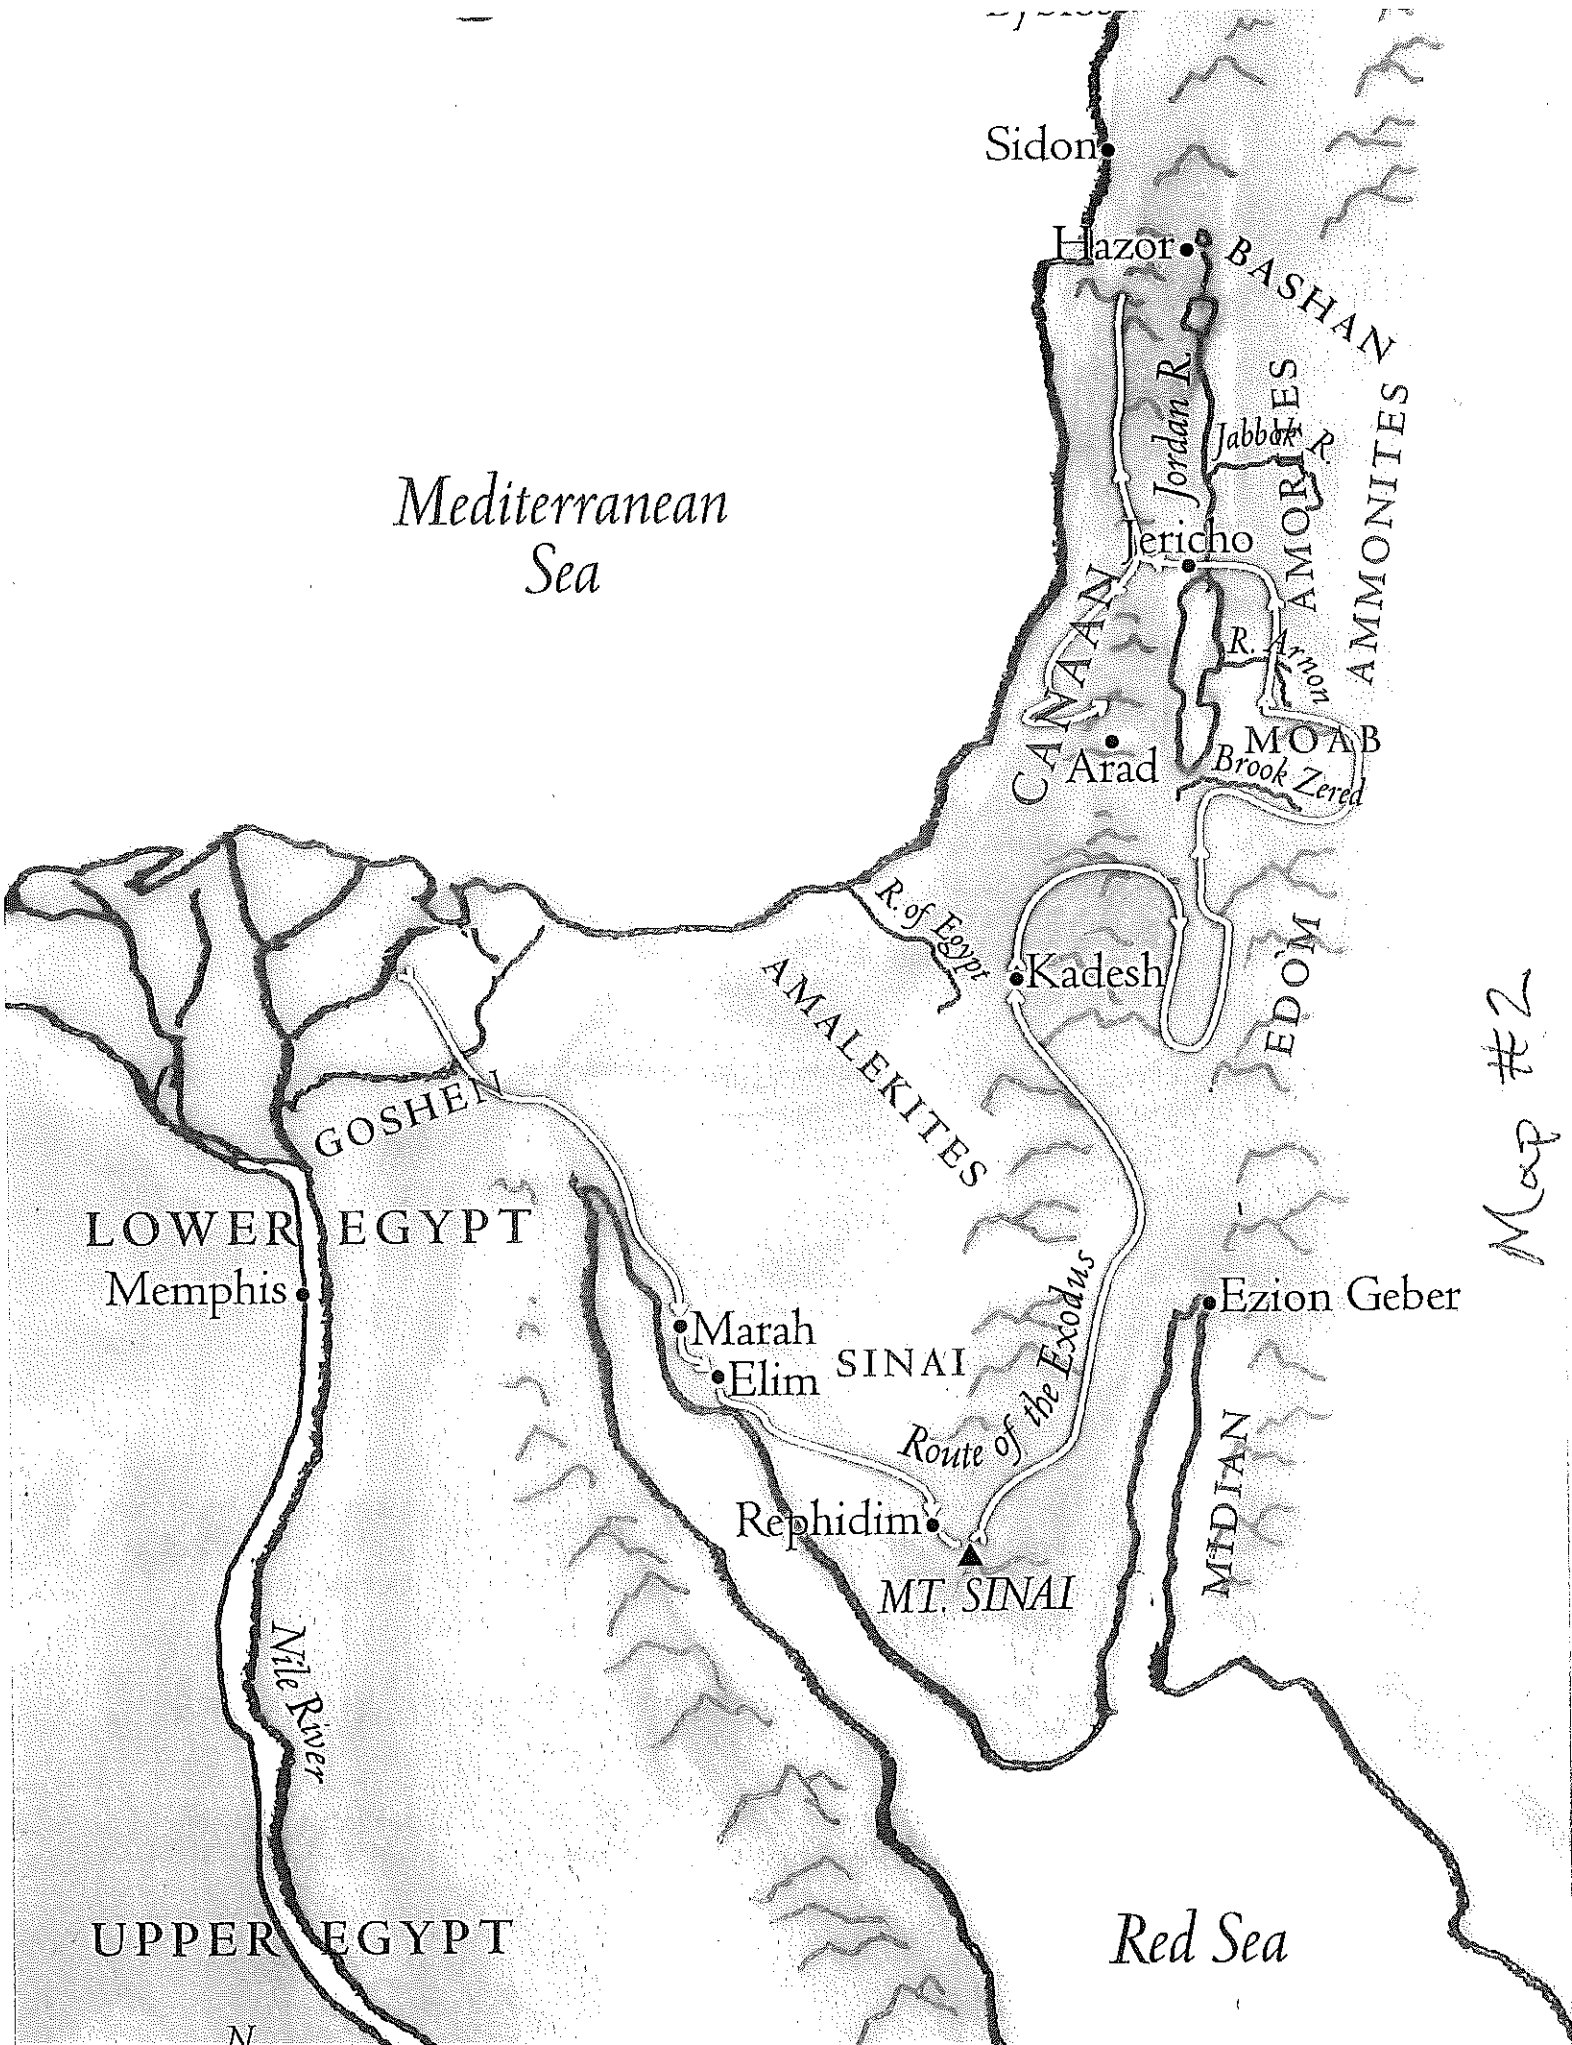 Sidon
Hazor
BASHAN
Jordan R.
AMORITES
Jabbok R.
AMMONITES
Mediterranean
Sea
Jericho
CANAAN
R. Arnon
MOAB
Arad
Brook Zered
R. of Egypt
Kadesh
EDOM
AMALEKITES
Map #2
GOSHEN
LOWER EGYPT
Memphis
Ezion Geber
Marah
Elim
SINAI
Route of the Exodus
MIDIAN
Rephidim
MT. SINAI
Nile River
UPPER EGYPT
Red Sea
N